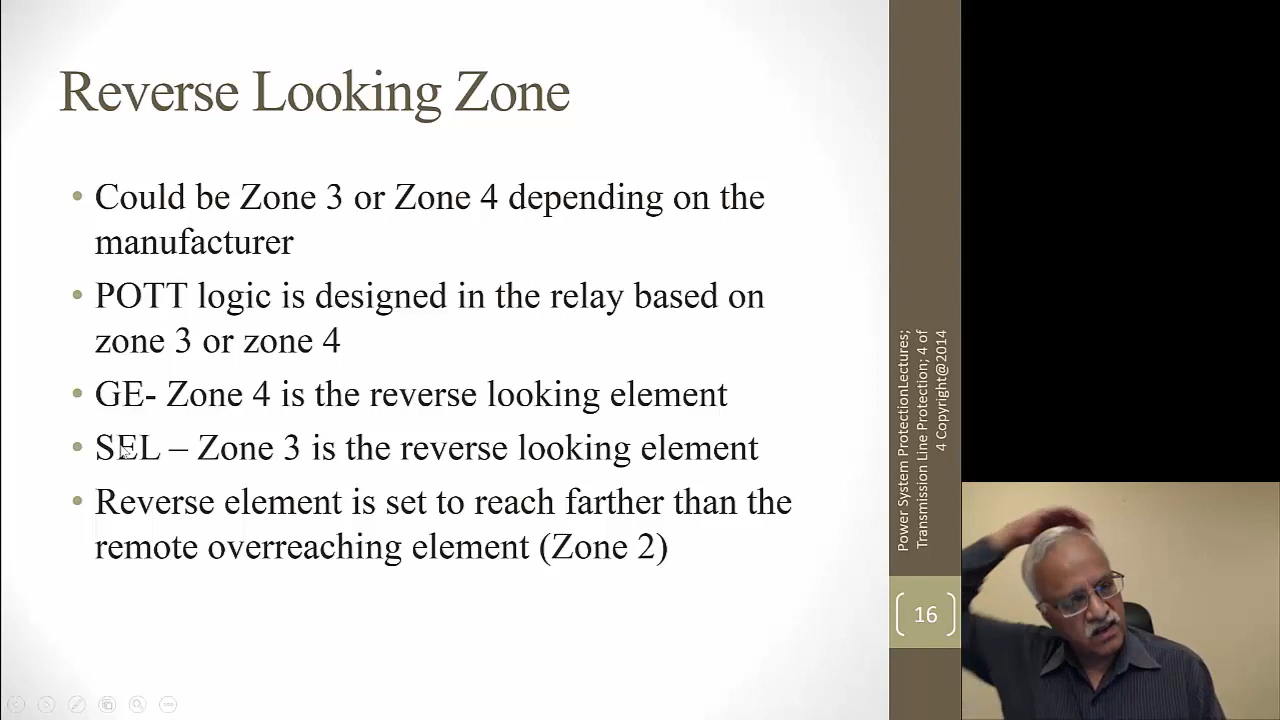 Reverse Looking Zone
• Could be Zone 3 or Zone 4 depending on the
manufacturer
• POTT logic is designed in the relay based on
zone 3 or zone 4
• GE- Zone 4 is the reverse looking element
• SEL – Zone 3 is the reverse looking element
• Reverse element is set to reach farther than the
remote overreaching element (Zone 2)
Power System ProtectionLectures;
Transmission Line Protection; 4 of
4 Copyright@2014
16